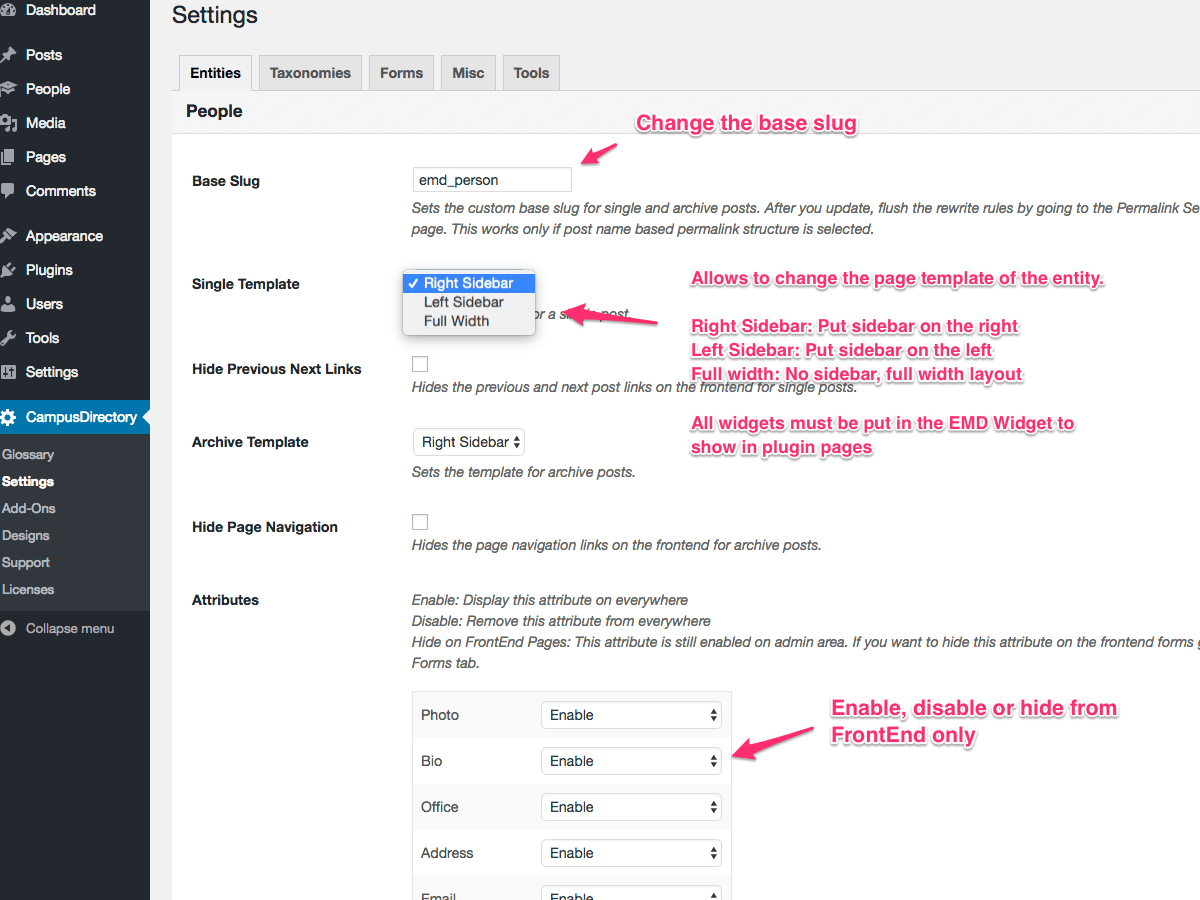 Dashboard
Posts
People
Media
Pages
Comments
Appearance
Plugins
Users
Tools
Settings
CampusDirectory
Glossary
Settings
Add-Ons
Designs
Support
Licenses
Collapse menu
Settings
Entities
Taxonomies
Forms
Misc
Tools
People
Change the base slug
Base Slug
emd_person
Sets the custom base slug for single and archive posts. After you update, flush the rewrite rules by going to the Permalink Se
page. This works only if post name based permalink structure is selected.
Single Template
✓ Right Sidebar
Left Sidebar
Full Width
or a single post.
Allows to change the page template of the entity.
Right Sidebar: Put sidebar on the right
Left Sidebar: Put sidebar on the left
Full width: No sidebar, full width layout
Hide Previous Next Links
Hides the previous and next post links on the frontend for single posts.
All widgets must be put in the EMD Widget to
show in plugin pages
Archive Template
Right Sidebar
Sets the template for archive posts.
Hide Page Navigation
Hides the page navigation links on the frontend for archive posts.
Attributes
Enable: Display this attribute on everywhere
Disable: Remove this attribute from everywhere
Hide on FrontEnd Pages: This attribute is still enabled on admin area. If you want to hide this attribute on the frontend forms g
Forms tab.
Photo Enable
Enable, disable or hide from
FrontEnd only
Bio Enable
Office Enable
Address Enable
Email Enable